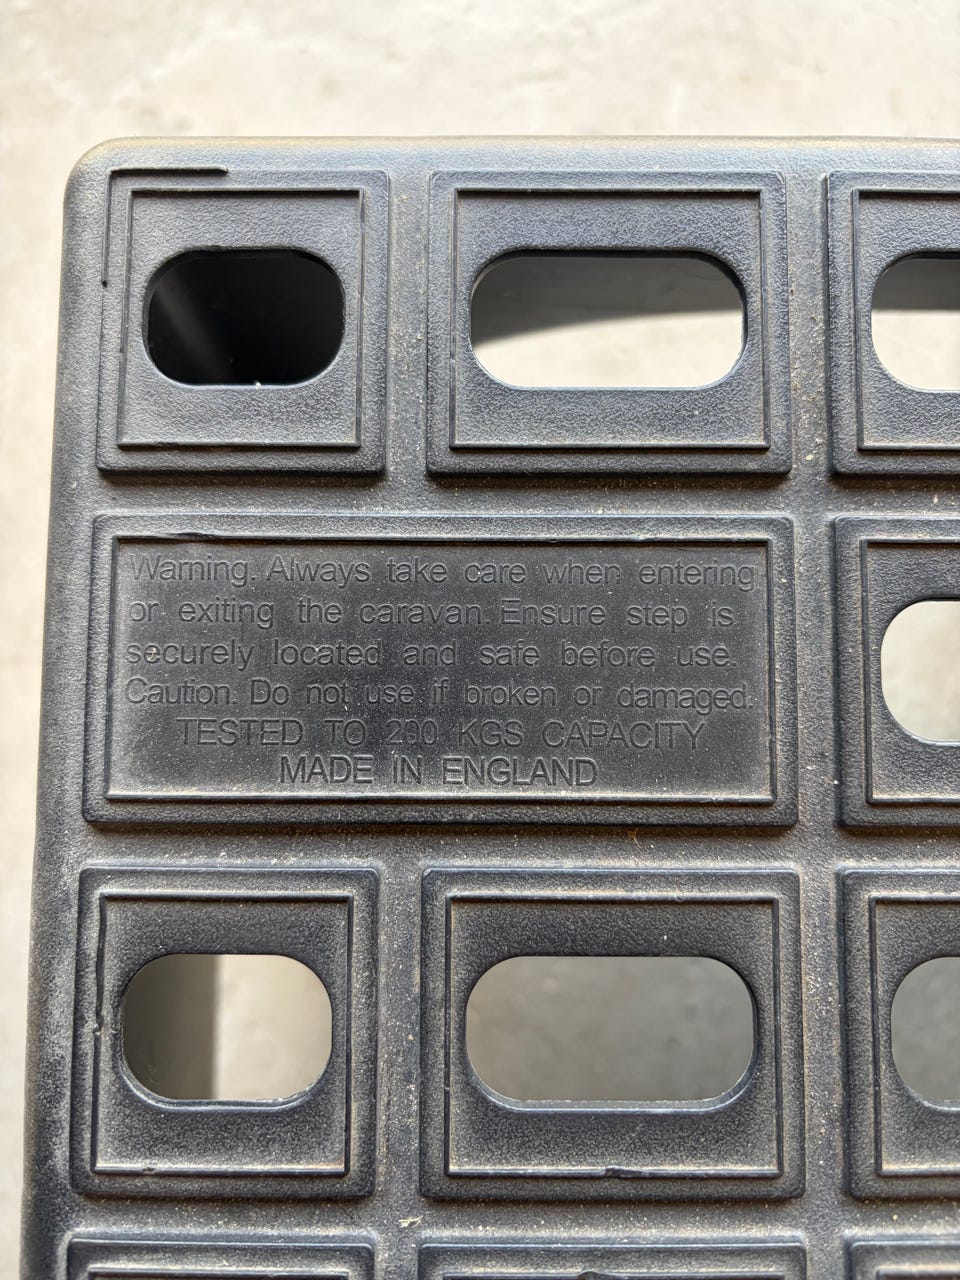 Warning. Always take care when entering
or exiting the caravan. Ensure step is
securely located and safe before use.
Caution. Do not use if broken or damaged.
TESTED TO 200 KGS CAPACITY
MADE IN ENGLAND